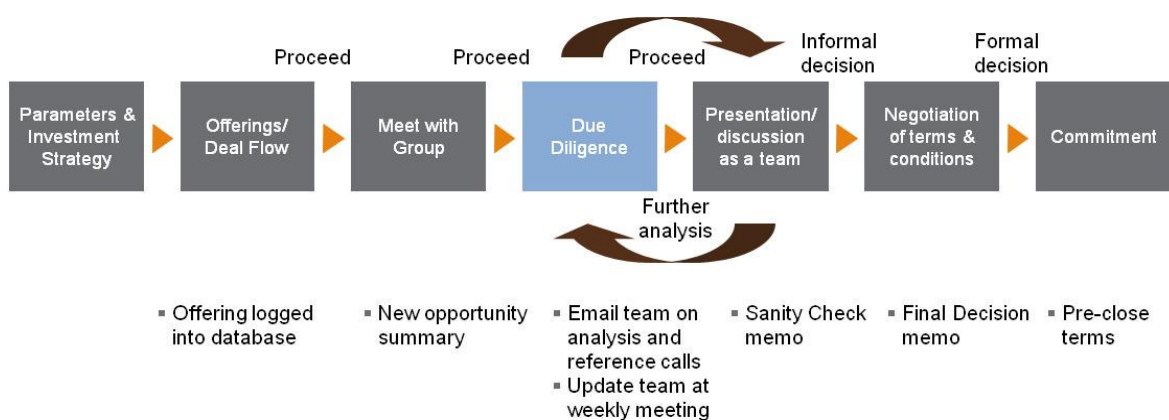 Proceed
Proceed
Proceed
Informal
decision
Formal
decision
Parameters &
Investment
Strategy
Offerings/
Deal Flow
Meet with
Group
Due
Diligence
Presentation/
discussion
as a team
Negotiation
of terms &
conditions
Commitment
Further
analysis
▪ Offering logged
into database
▪ New opportunity
summary
▪ Email team on
analysis and
reference calls
▪ Update team at
weekly meeting
▪ Sanity Check
memo
▪ Final Decision
memo
▪ Pre-close
terms